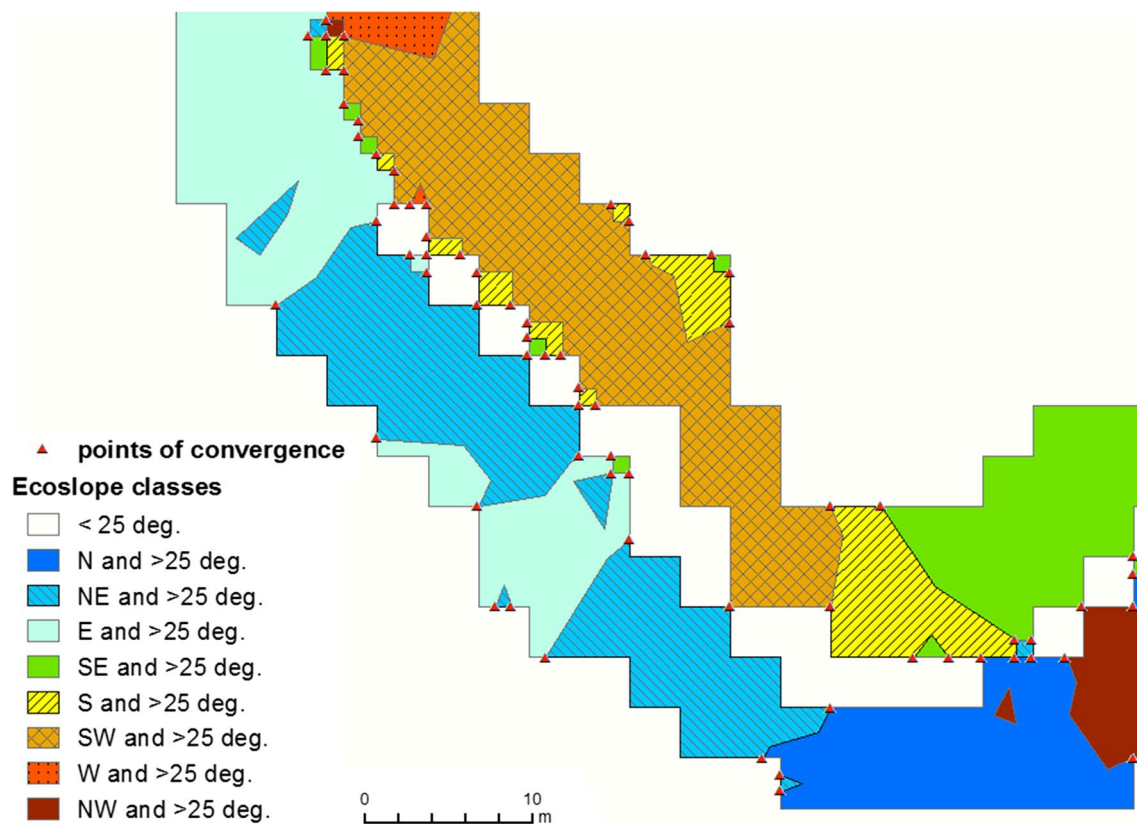 points of convergence
Ecoslope classes
< 25 deg.
N and >25 deg.
NE and >25 deg.
E and >25 deg.
SE and >25 deg.
S and >25 deg.
SW and >25 deg.
W and >25 deg.
NW and >25 deg.
0 10
m